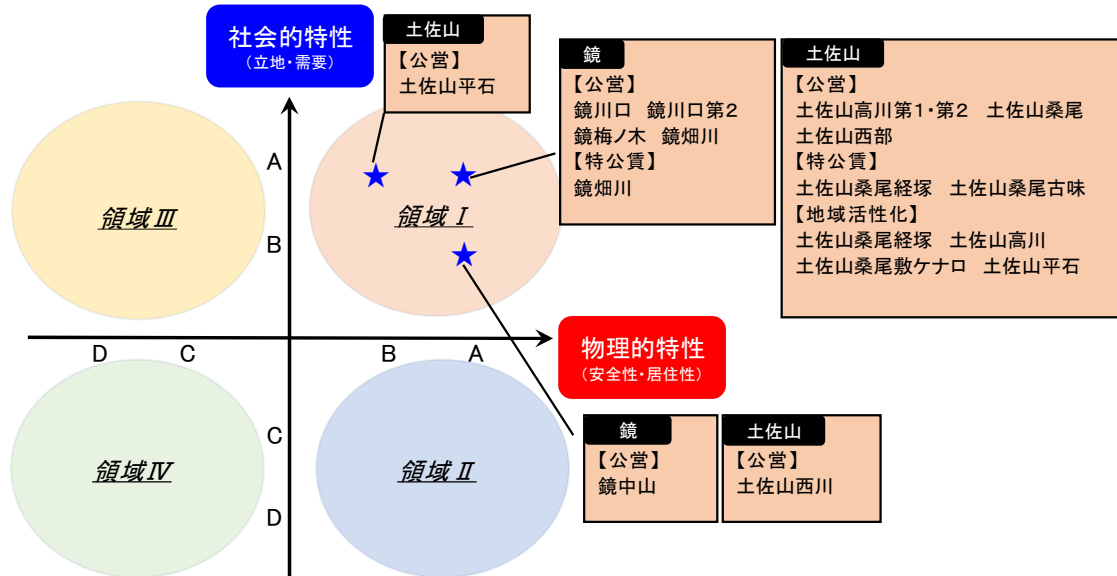 社会的特性
（立地・需要）
土佐山
【公営】
土佐山平石
鏡
【公営】
鏡川口　鏡川口第２
鏡梅ノ木　鏡畑川
【特公賃】
鏡畑川
土佐山
【公営】
土佐山高川第１・第２　土佐山桑尾
土佐山西部
【特公賃】
土佐山桑尾経塚　土佐山桑尾古味
【地域活性化】
土佐山桑尾経塚　土佐山高川
土佐山桑尾敷ケナロ　土佐山平石
領域Ⅲ
A
B
領域Ⅰ
D
C
B
A
物理的特性
（安全性・居住性）
領域Ⅳ
C
D
領域Ⅱ
鏡
【公営】
鏡中山
土佐山
【公営】
土佐山西川